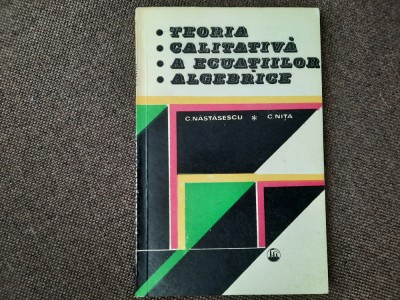 • TEORIA
• CALITATIVĂ
• A ECUAȚIILOR
• ALGEBRICE
C.NĂSTĂSESCU * C.NIȚĂ